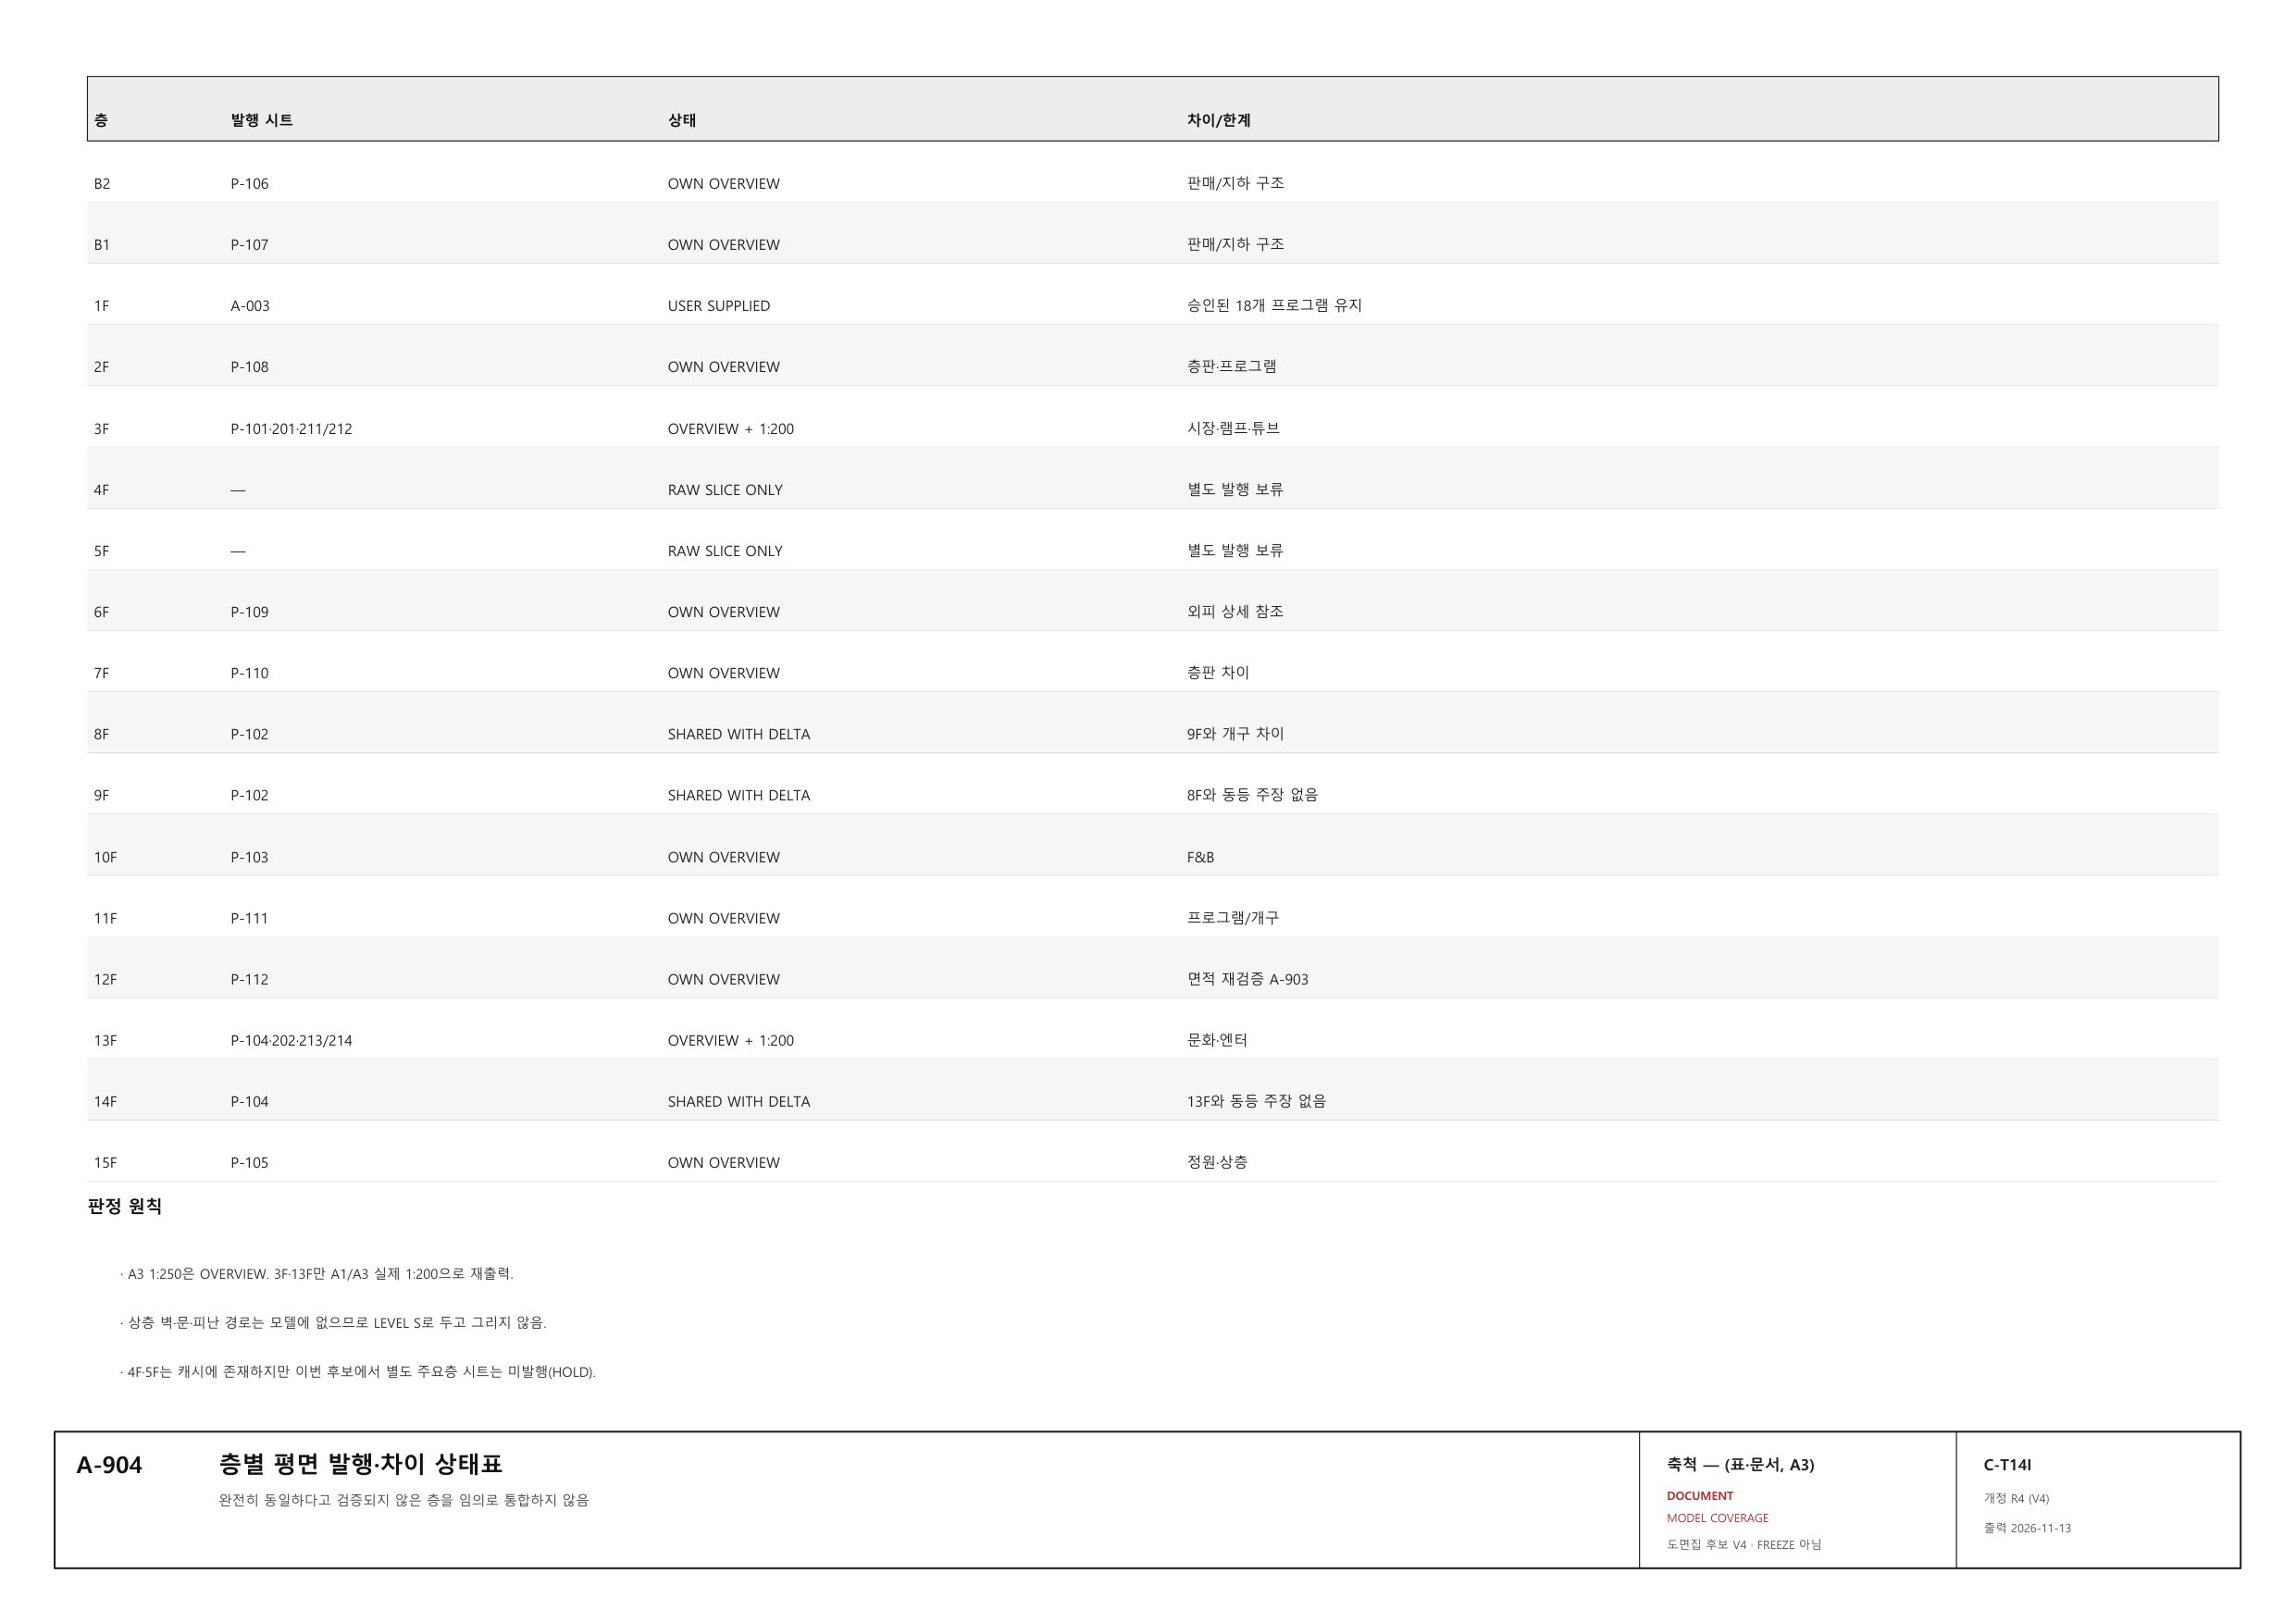 층 발행 시트 상태 차이/한계
B2 P-106 OWN OVERVIEW 판매/지하 구조
B1 P-107 OWN OVERVIEW 판매/지하 구조
1F A-003 USER SUPPLIED 승인된 18개 프로그램 유지
2F P-108 OWN OVERVIEW 층판·프로그램
3F P-101·201·211/212 OVERVIEW + 1:200 시장·램프·튜브
4F — RAW SLICE ONLY 별도 발행 보류
5F — RAW SLICE ONLY 별도 발행 보류
6F P-109 OWN OVERVIEW 외피 상세 참조
7F P-110 OWN OVERVIEW 층판 차이
8F P-102 SHARED WITH DELTA 9F와 개구 차이
9F P-102 SHARED WITH DELTA 8F와 동등 주장 없음
10F P-103 OWN OVERVIEW F&B
11F P-111 OWN OVERVIEW 프로그램/개구
12F P-112 OWN OVERVIEW 면적 재검증 A-903
13F P-104·202·213/214 OVERVIEW + 1:200 문화·엔터
14F P-104 SHARED WITH DELTA 13F와 동등 주장 없음
15F P-105 OWN OVERVIEW 정원·상층
판정 원칙
· A3 1:250은 OVERVIEW. 3F·13F만 A1/A3 실제 1:200으로 재출력.
· 상층 벽·문·피난 경로는 모델에 없으므로 LEVEL S로 두고 그리지 않음.
· 4F·5F는 캐시에 존재하지만 이번 후보에서 별도 주요층 시트는 미발행(HOLD).
A-904 층별 평면 발행·차이 상태표
완전히 동일하다고 검증되지 않은 층을 임의로 통합하지 않음
축척 — (표·문서, A3)
DOCUMENT
MODEL COVERAGE
도면집 후보 V4 · FREEZE 아님
C-T14I
개정 R4 (V4)
출력 2026-11-13